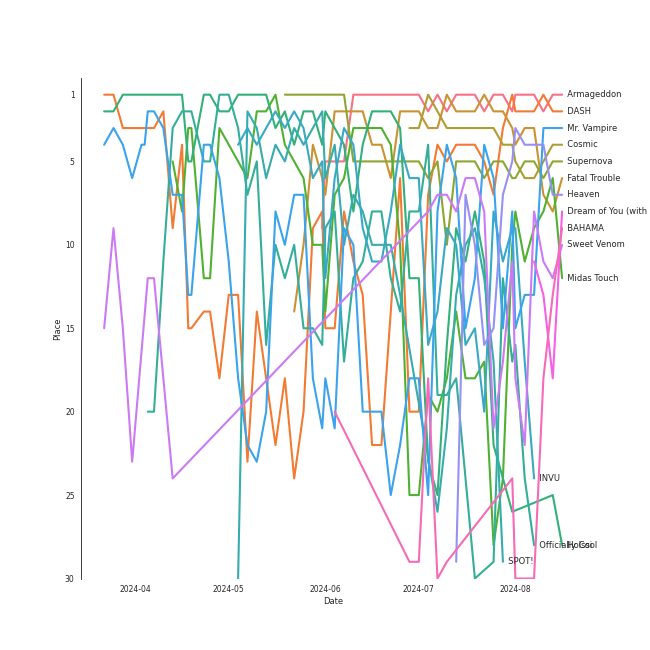 1
5
10
15
20
25
30
Place
2024-04
2024-05
2024-06
2024-07
2024-08
Date
Armageddon
DASH
Mr. Vampire
Cosmic
Supernova
Fatal Trouble
Heaven
Dream of You (with
BAHAMA
Sweet Venom
Midas Touch
INVU
Officially Cool
SPOT!